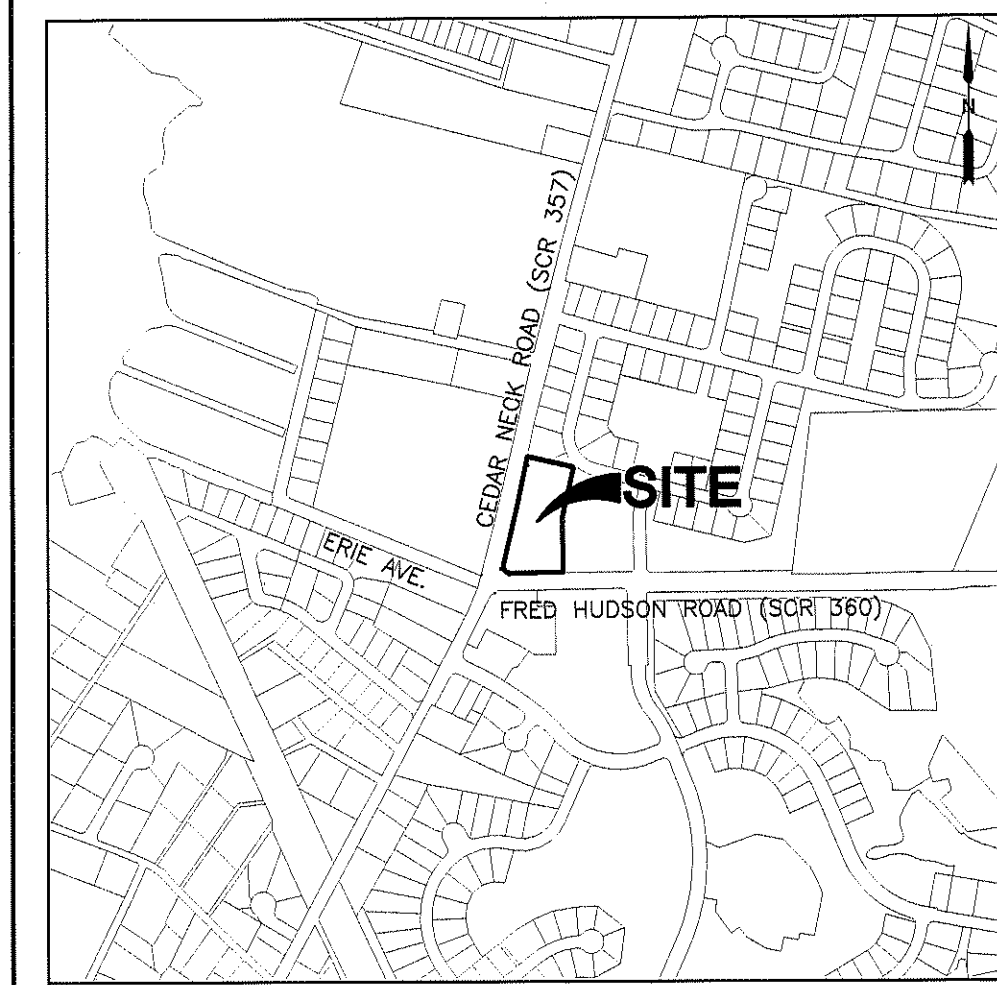 N
CEDAR NECK ROAD (SCR 357)
SITE
ERIE AVE.
FRED HUDSON ROAD (SCR 360)